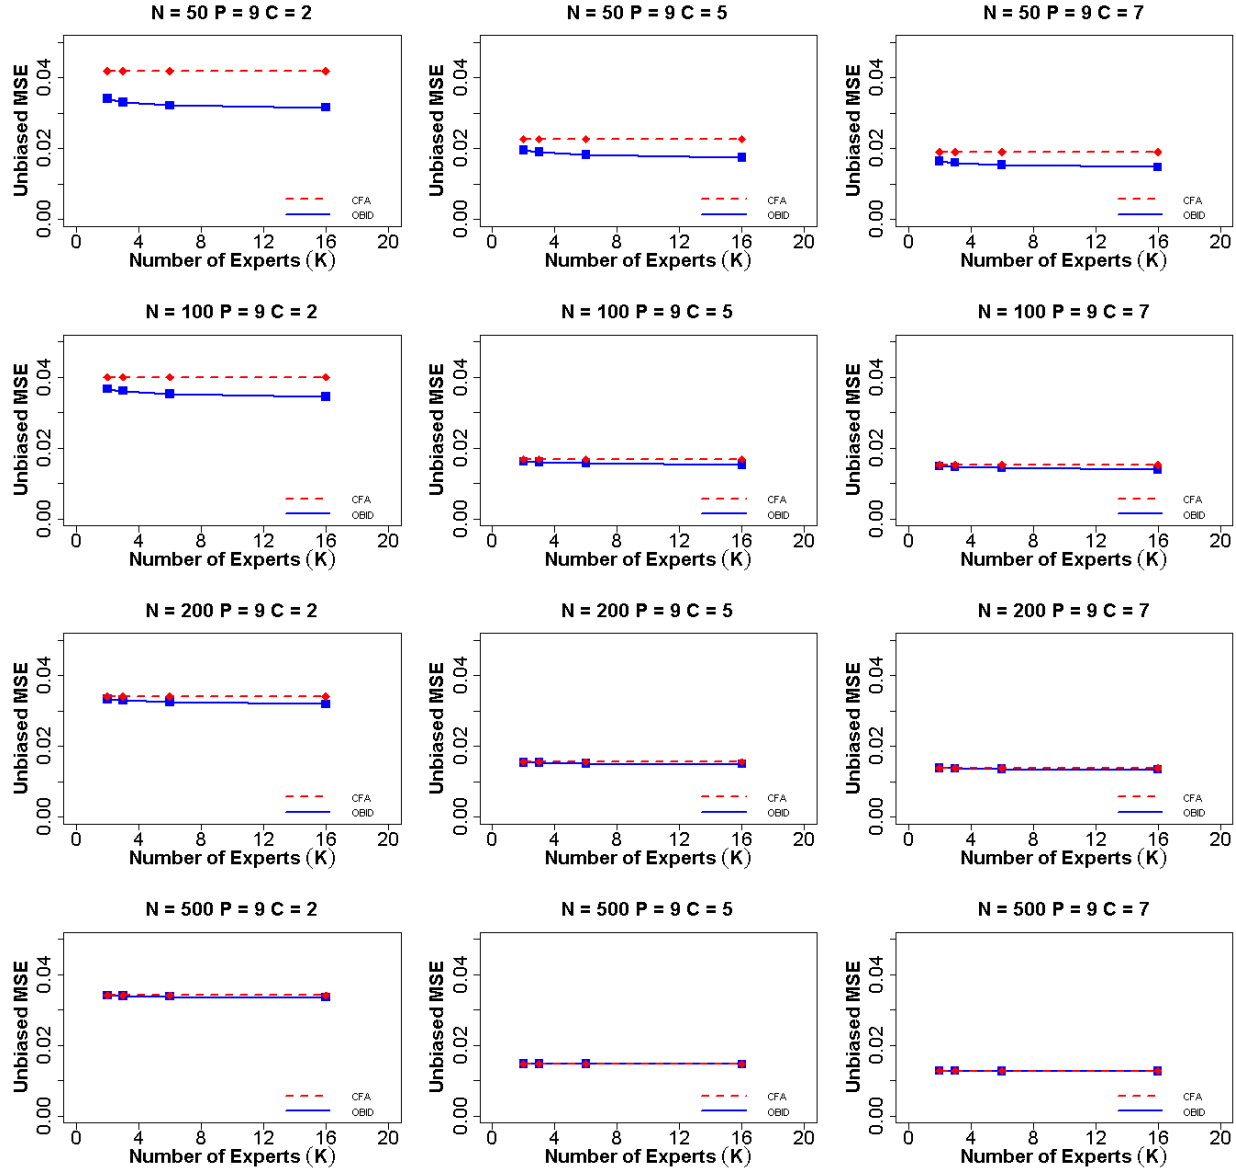 N = 50 P = 9 C = 2
Unbiased MSE
0.00 0.02 0.04
CFA
OBID
0 4 8 12 16 20
Number of Experts (K)
N = 50 P = 9 C = 5
Unbiased MSE
0.00 0.02 0.04
CFA
OBID
0 4 8 12 16 20
Number of Experts (K)
N = 50 P = 9 C = 7
Unbiased MSE
0.00 0.02 0.04
CFA
OBID
0 4 8 12 16 20
Number of Experts (K)
N = 100 P = 9 C = 2
Unbiased MSE
0.00 0.02 0.04
CFA
OBID
0 4 8 12 16 20
Number of Experts (K)
N = 100 P = 9 C = 5
Unbiased MSE
0.00 0.02 0.04
CFA
OBID
0 4 8 12 16 20
Number of Experts (K)
N = 100 P = 9 C = 7
Unbiased MSE
0.00 0.02 0.04
CFA
OBID
0 4 8 12 16 20
Number of Experts (K)
N = 200 P = 9 C = 2
Unbiased MSE
0.00 0.02 0.04
CFA
OBID
0 4 8 12 16 20
Number of Experts (K)
N = 200 P = 9 C = 5
Unbiased MSE
0.00 0.02 0.04
CFA
OBID
0 4 8 12 16 20
Number of Experts (K)
N = 200 P = 9 C = 7
Unbiased MSE
0.00 0.02 0.04
CFA
OBID
0 4 8 12 16 20
Number of Experts (K)
N = 500 P = 9 C = 2
Unbiased MSE
0.00 0.02 0.04
CFA
OBID
0 4 8 12 16 20
Number of Experts (K)
N = 500 P = 9 C = 5
Unbiased MSE
0.00 0.02 0.04
CFA
OBID
0 4 8 12 16 20
Number of Experts (K)
N = 500 P = 9 C = 7
Unbiased MSE
0.00 0.02 0.04
CFA
OBID
0 4 8 12 16 20
Number of Experts (K)